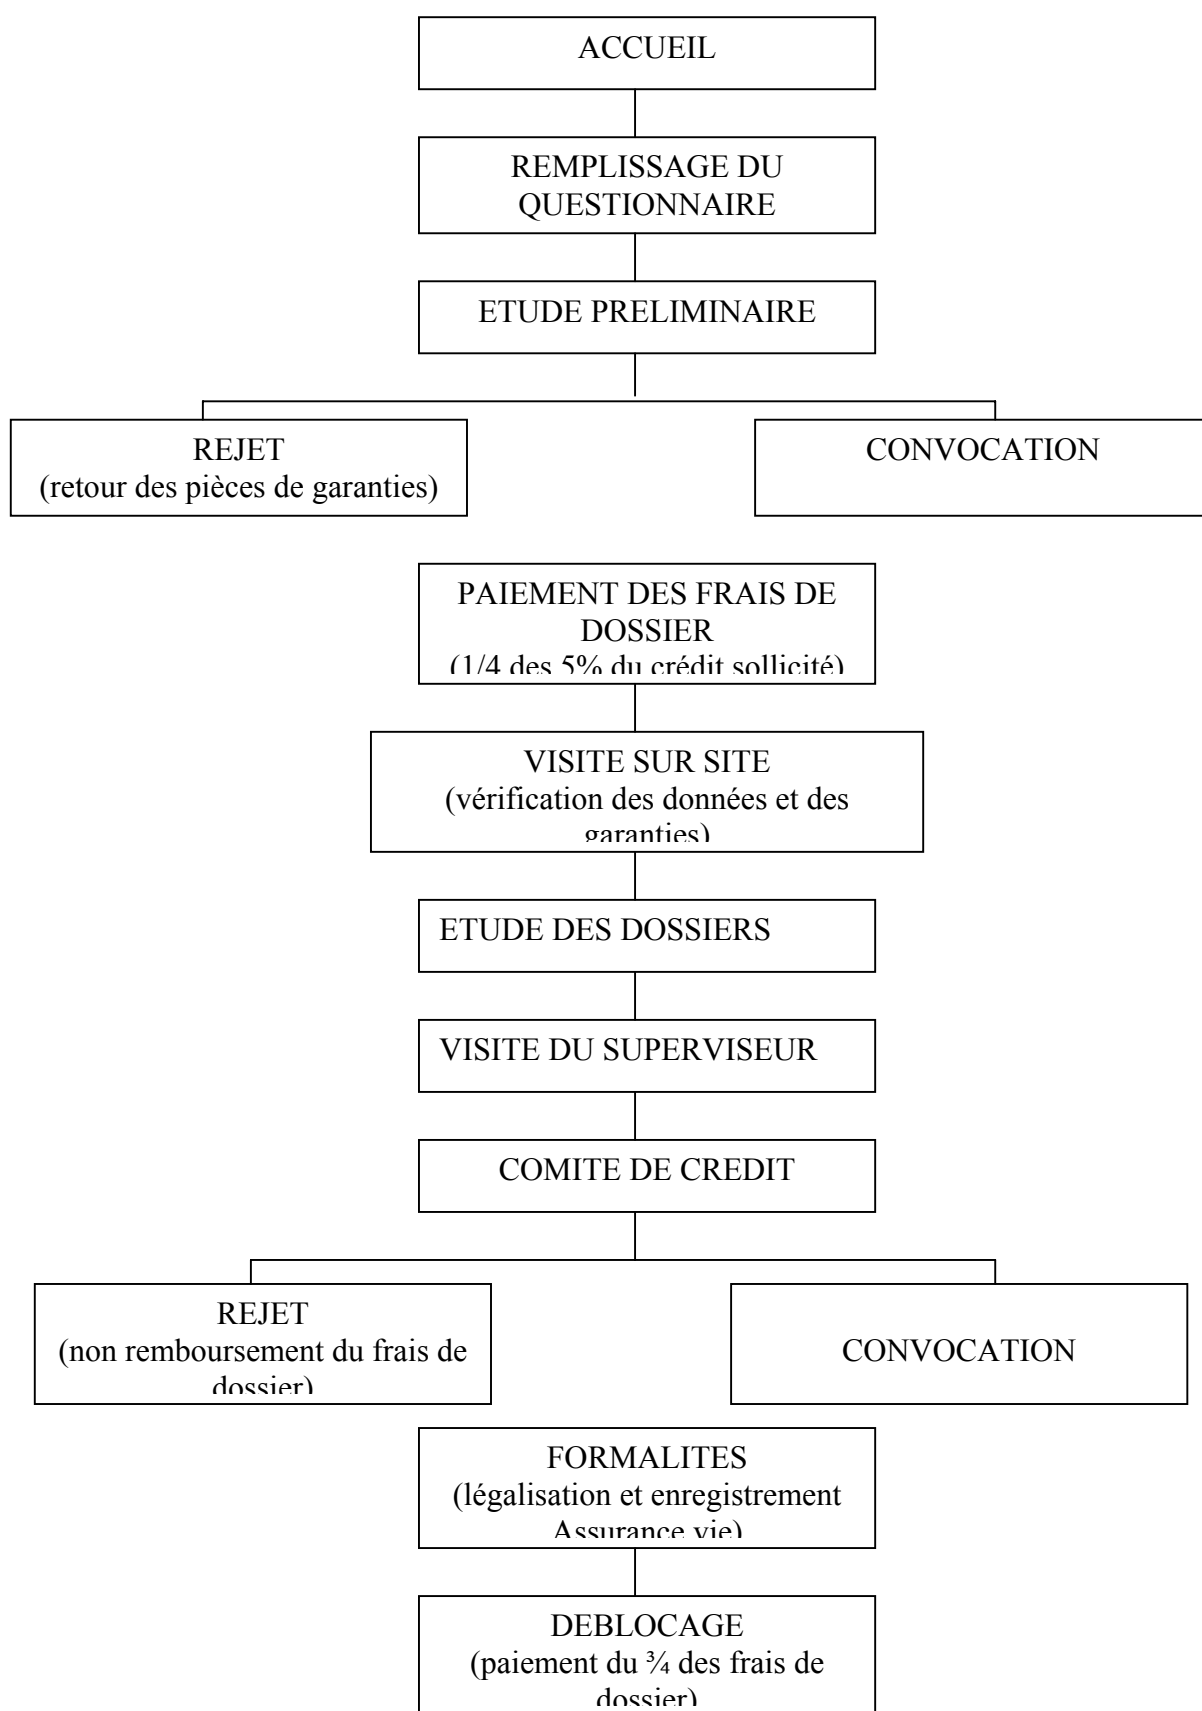 ACCUEIL
REMPLISSAGE DU
QUESTIONNAIRE
ETUDE PRELIMINAIRE
REJET
(retour des pièces de garanties)
CONVOCATION
PAIEMENT DES FRAIS DE
DOSSIER
(1/4 des 5% du crédit sollicité)
VISITE SUR SITE
(vérification des données et des
garanties)
ETUDE DES DOSSIERS
VISITE DU SUPERVISEUR
COMITE DE CREDIT
REJET
(non remboursement du frais de
dossier)
CONVOCATION
FORMALITES
(légalisation et enregistrement
Assurance vie)
DEBLOCAGE
(paiement du ¾ des frais de
dossier)